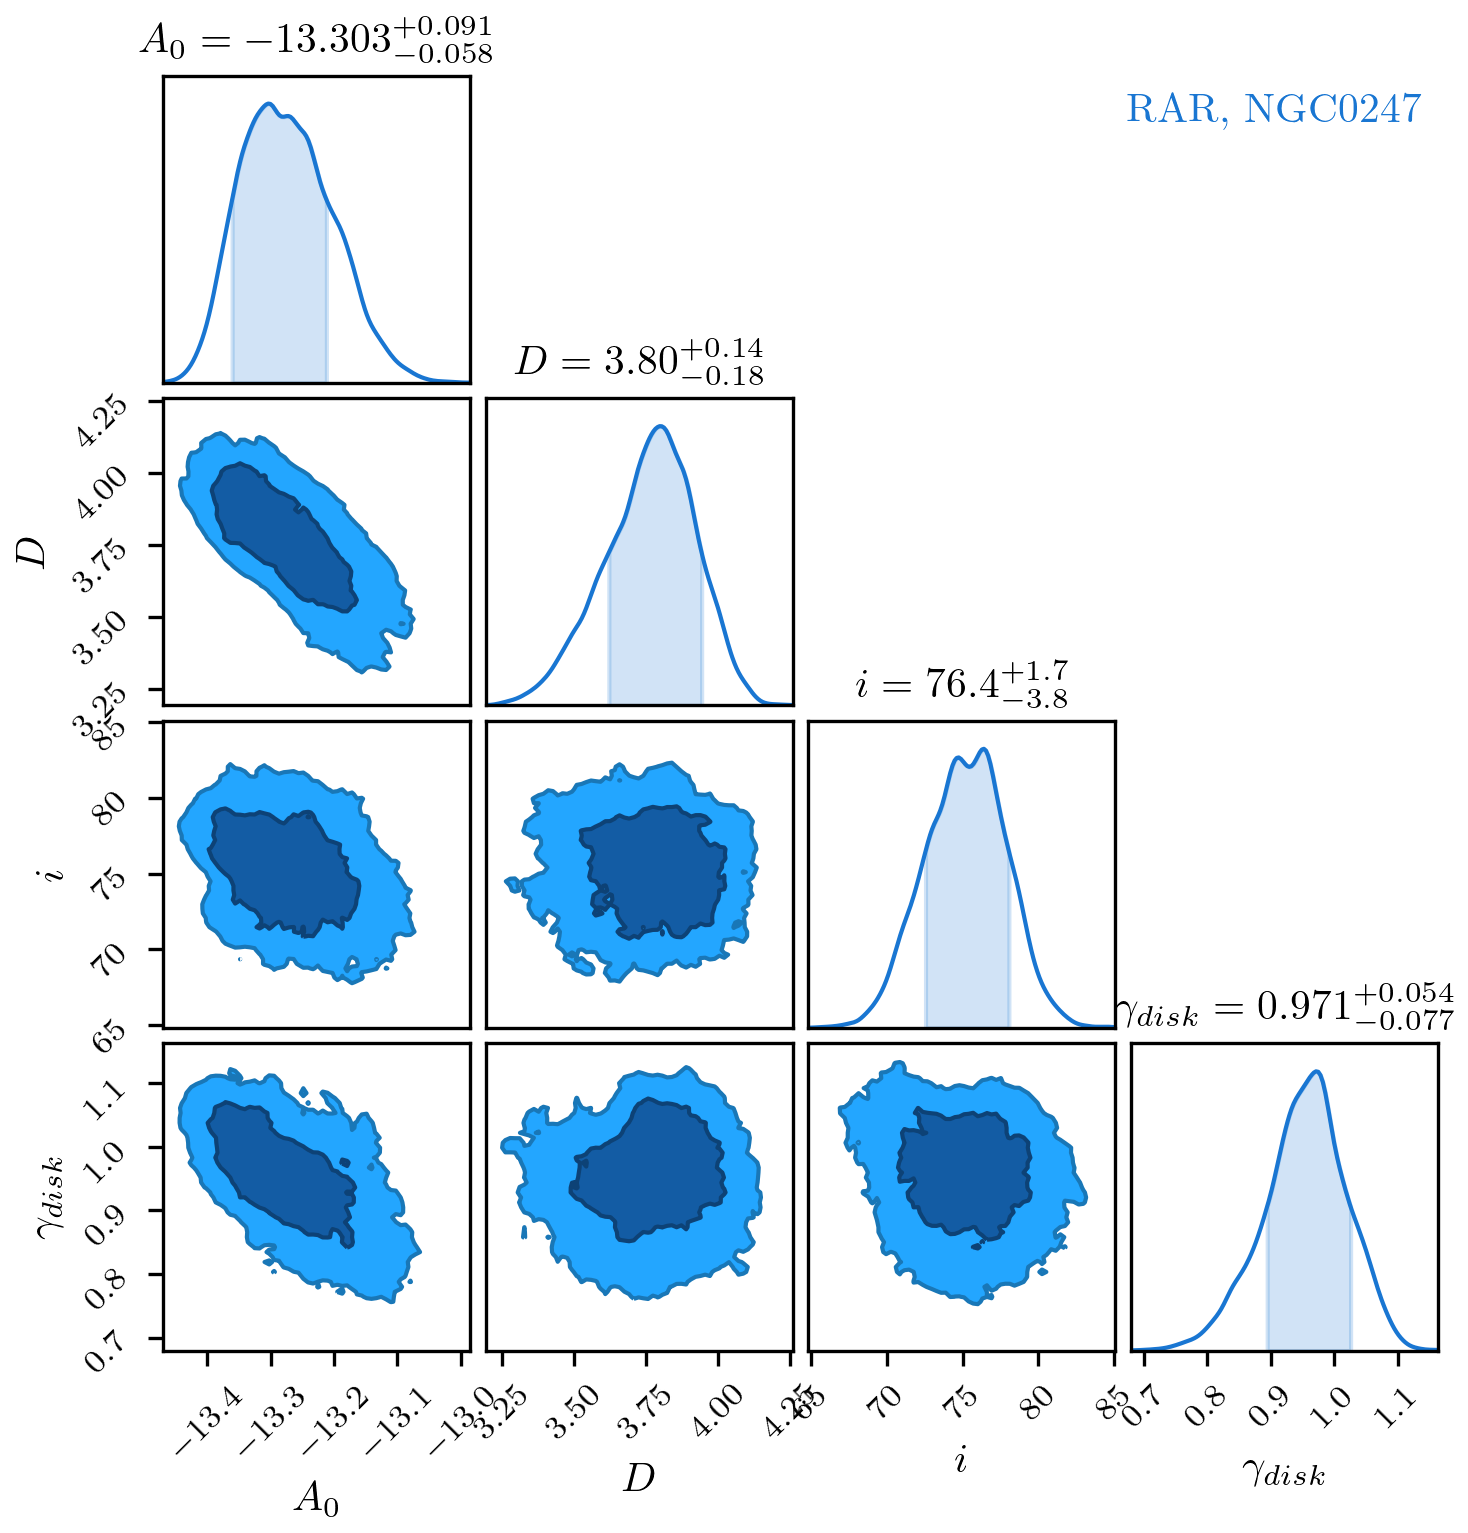 A₀ = −13.303 +0.091 −0.058
RAR, NGC0247
D = 3.80 +0.14 −0.18
i = 76.4 +1.7 −3.8
γ_disk = 0.971 +0.054 −0.077
D
4.25
4.00
3.75
3.50
3.25
i
85
80
75
70
65
γ_disk
1.1
1.0
0.9
0.8
0.7
−13.4 −13.3 −13.2 −13.1 −13.0
3.25 3.50 3.75 4.00 4.25
65 70 75 80 85
0.7 0.8 0.9 1.0 1.1
A₀
D
i
γ_disk